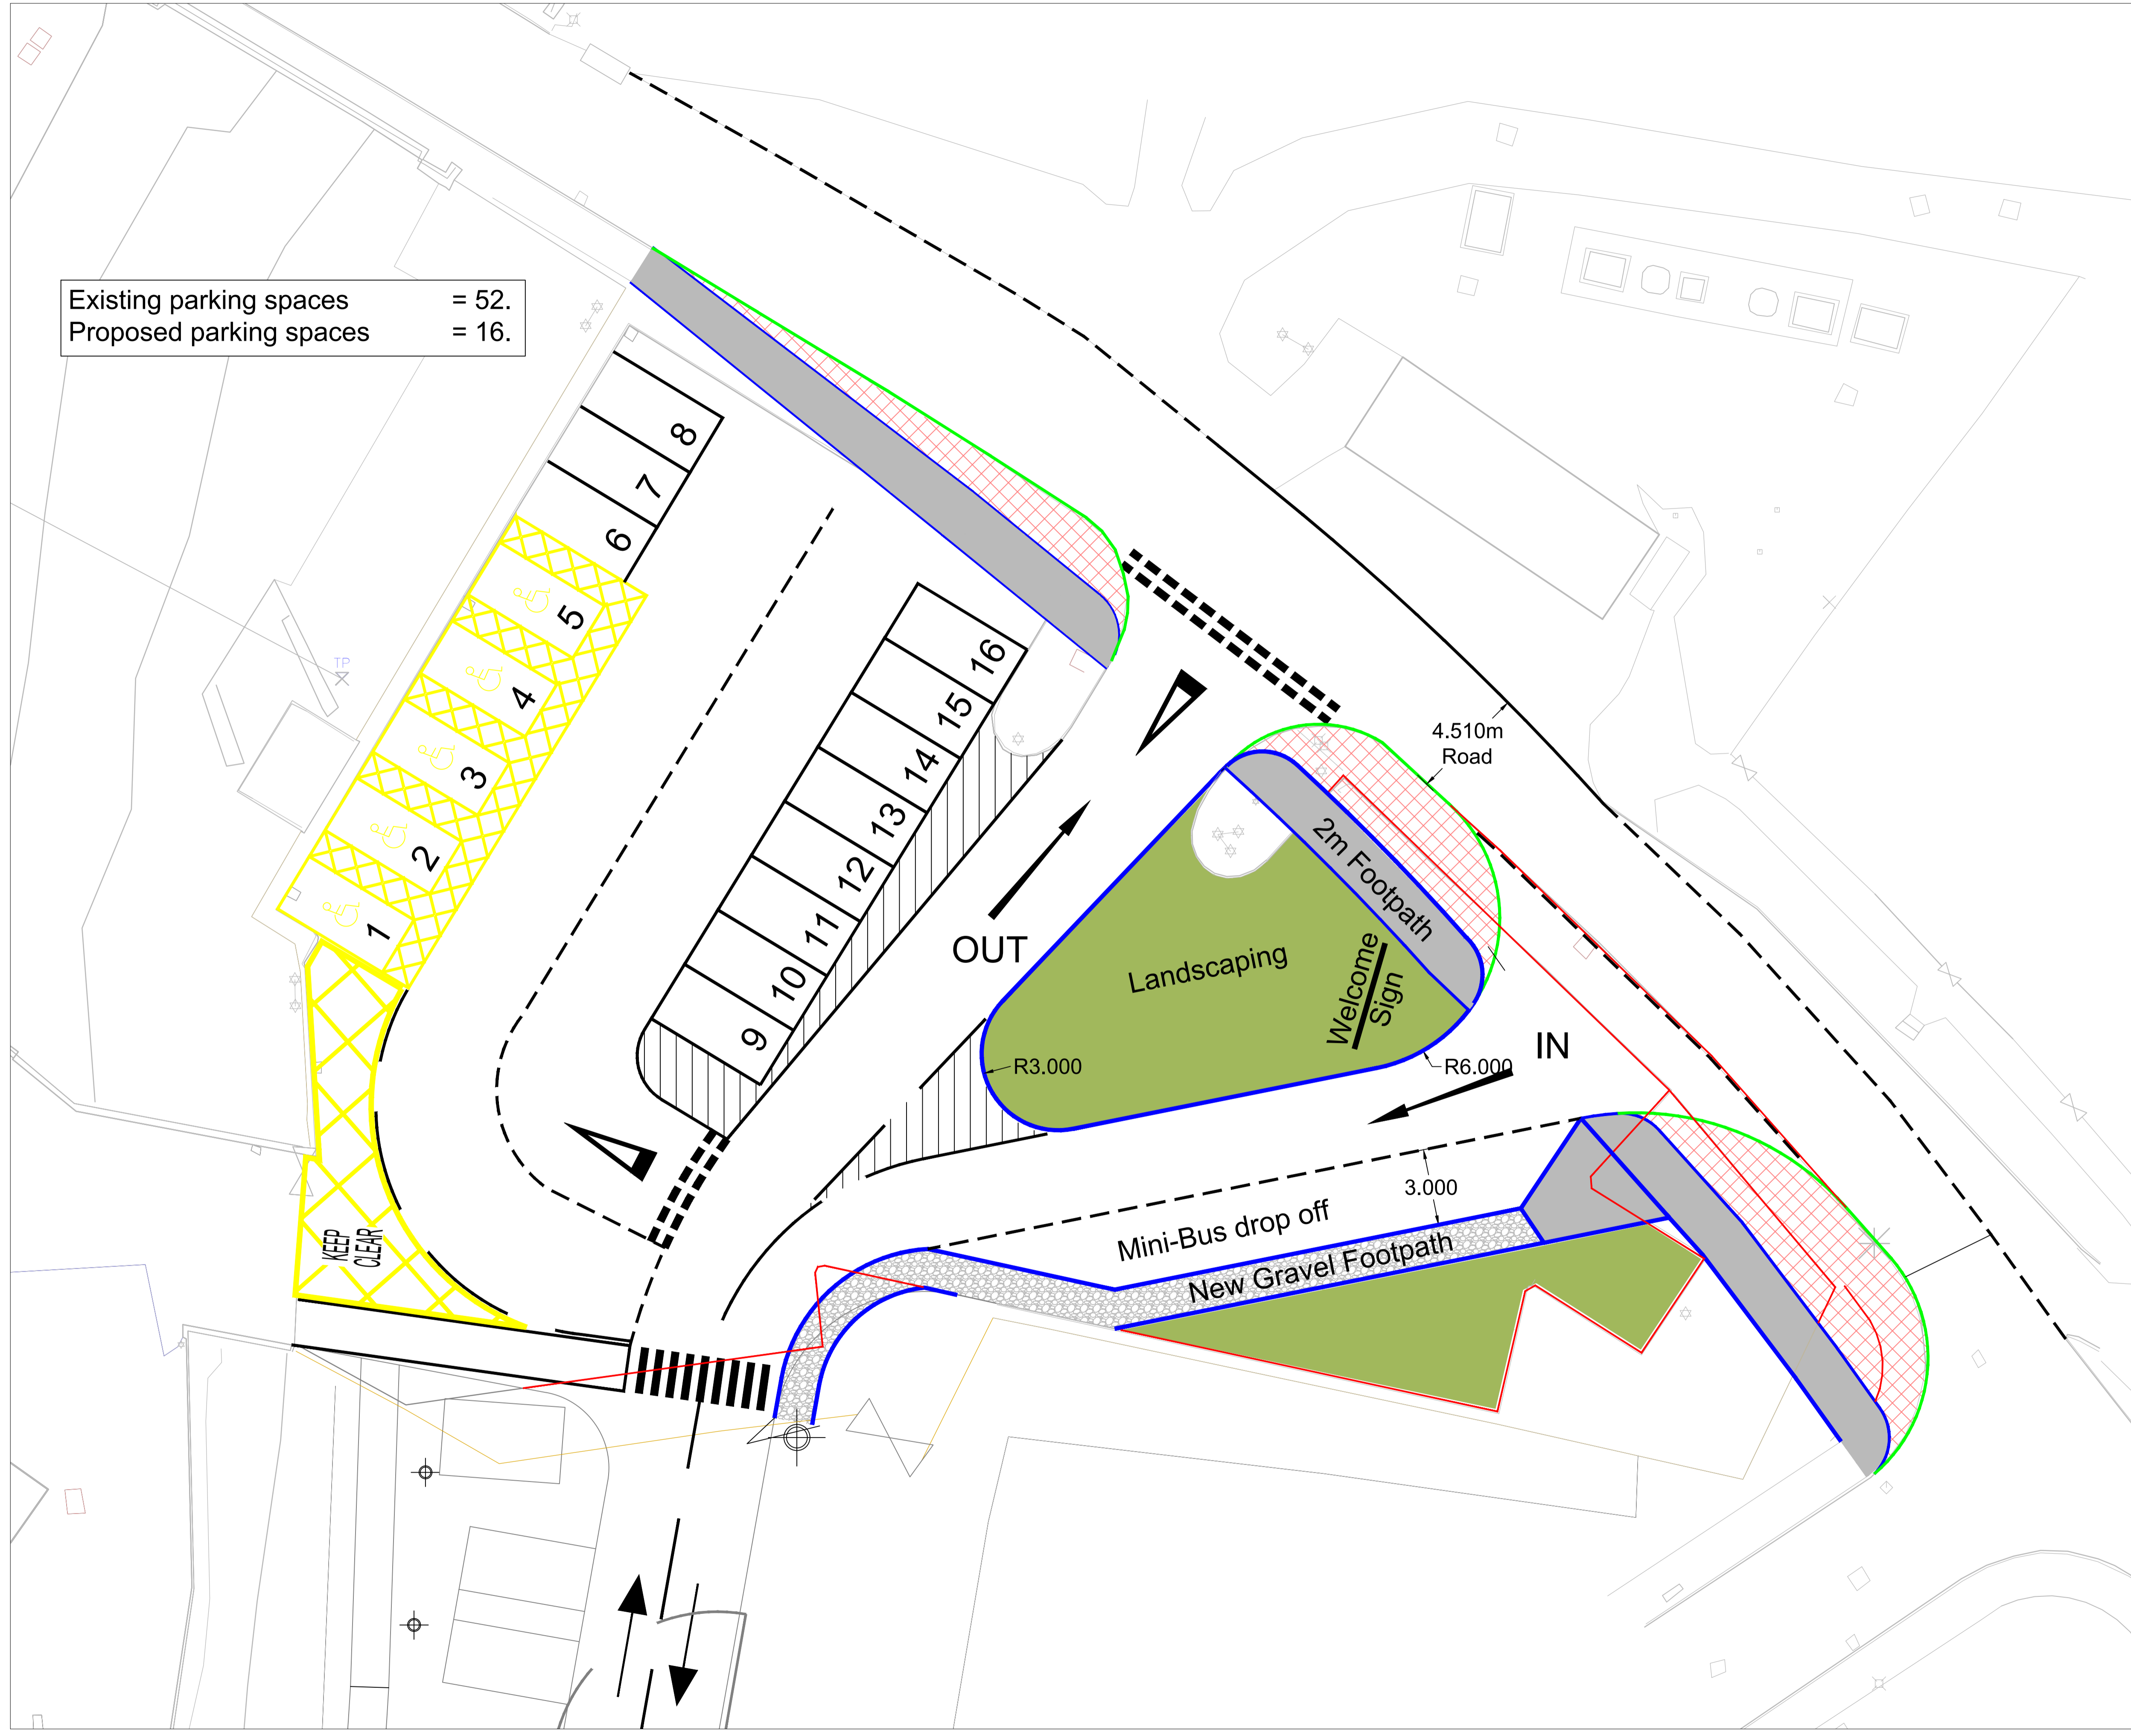 Existing parking spaces = 52.
Proposed parking spaces = 16.
8
7
6
5
4
3
2
1
TP
16
15
14
13
12
11
10
9
4.510m
Road
2m Footpath
OUT
Landscaping
Welcome
Sign
IN
R3.000
R6.000
3.000
Mini-Bus drop off
New Gravel Footpath
KEEP
CLEAR